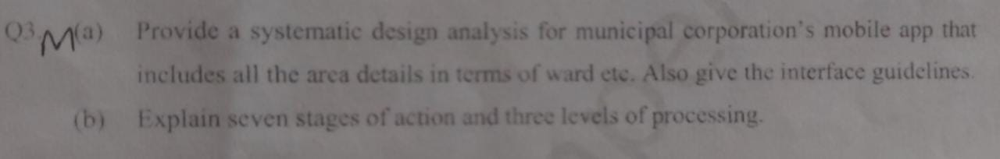 Q3. M (a) Provide a systematic design analysis for municipal corporation's mobile app that
includes all the area details in terms of ward etc. Also give the interface guidelines.
(b) Explain seven stages of action and three levels of processing.